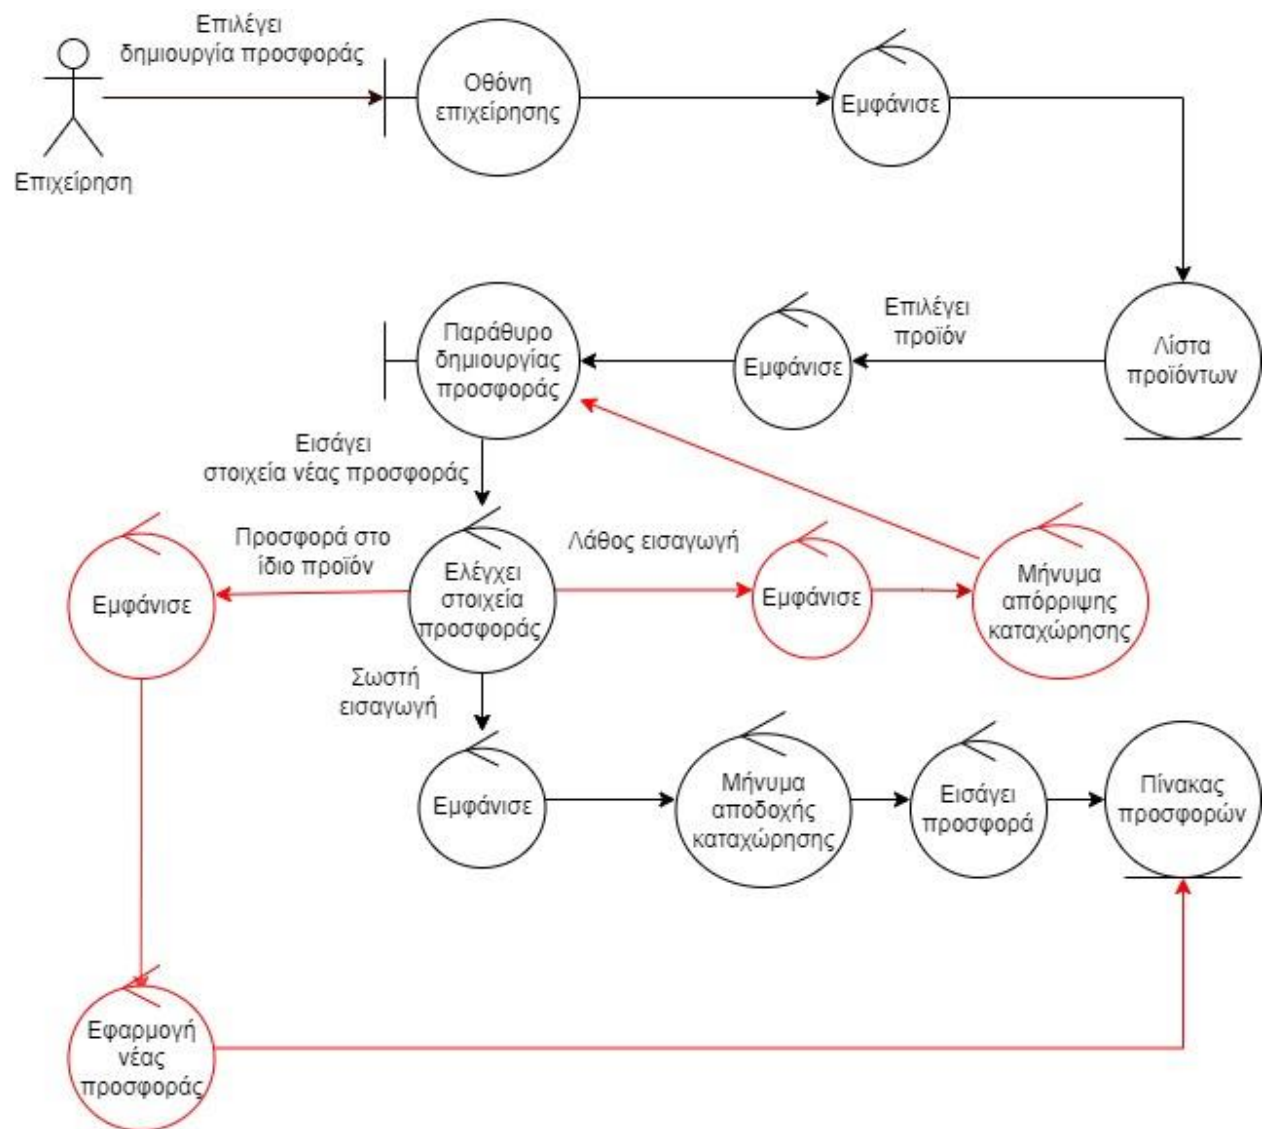 Επιλέγει
δημιουργία προσφοράς
Επιχείρηση
Οθόνη
επιχείρησης
Εμφάνισε
Λίστα
προϊόντων
Επιλέγει
προϊόν
Εμφάνισε
Παράθυρο
δημιουργίας
προσφοράς
Εισάγει
στοιχεία νέας προσφοράς
Ελέγχει
στοιχεία
προσφοράς
Προσφορά στο
ίδιο προϊόν
Εμφάνισε
Λάθος εισαγωγή
Εμφάνισε
Μήνυμα
απόρριψης
καταχώρησης
Σωστή
εισαγωγή
Εμφάνισε
Μήνυμα
αποδοχής
καταχώρησης
Εισάγει
προσφορά
Πίνακας
προσφορών
Εφαρμογή
νέας
προσφοράς